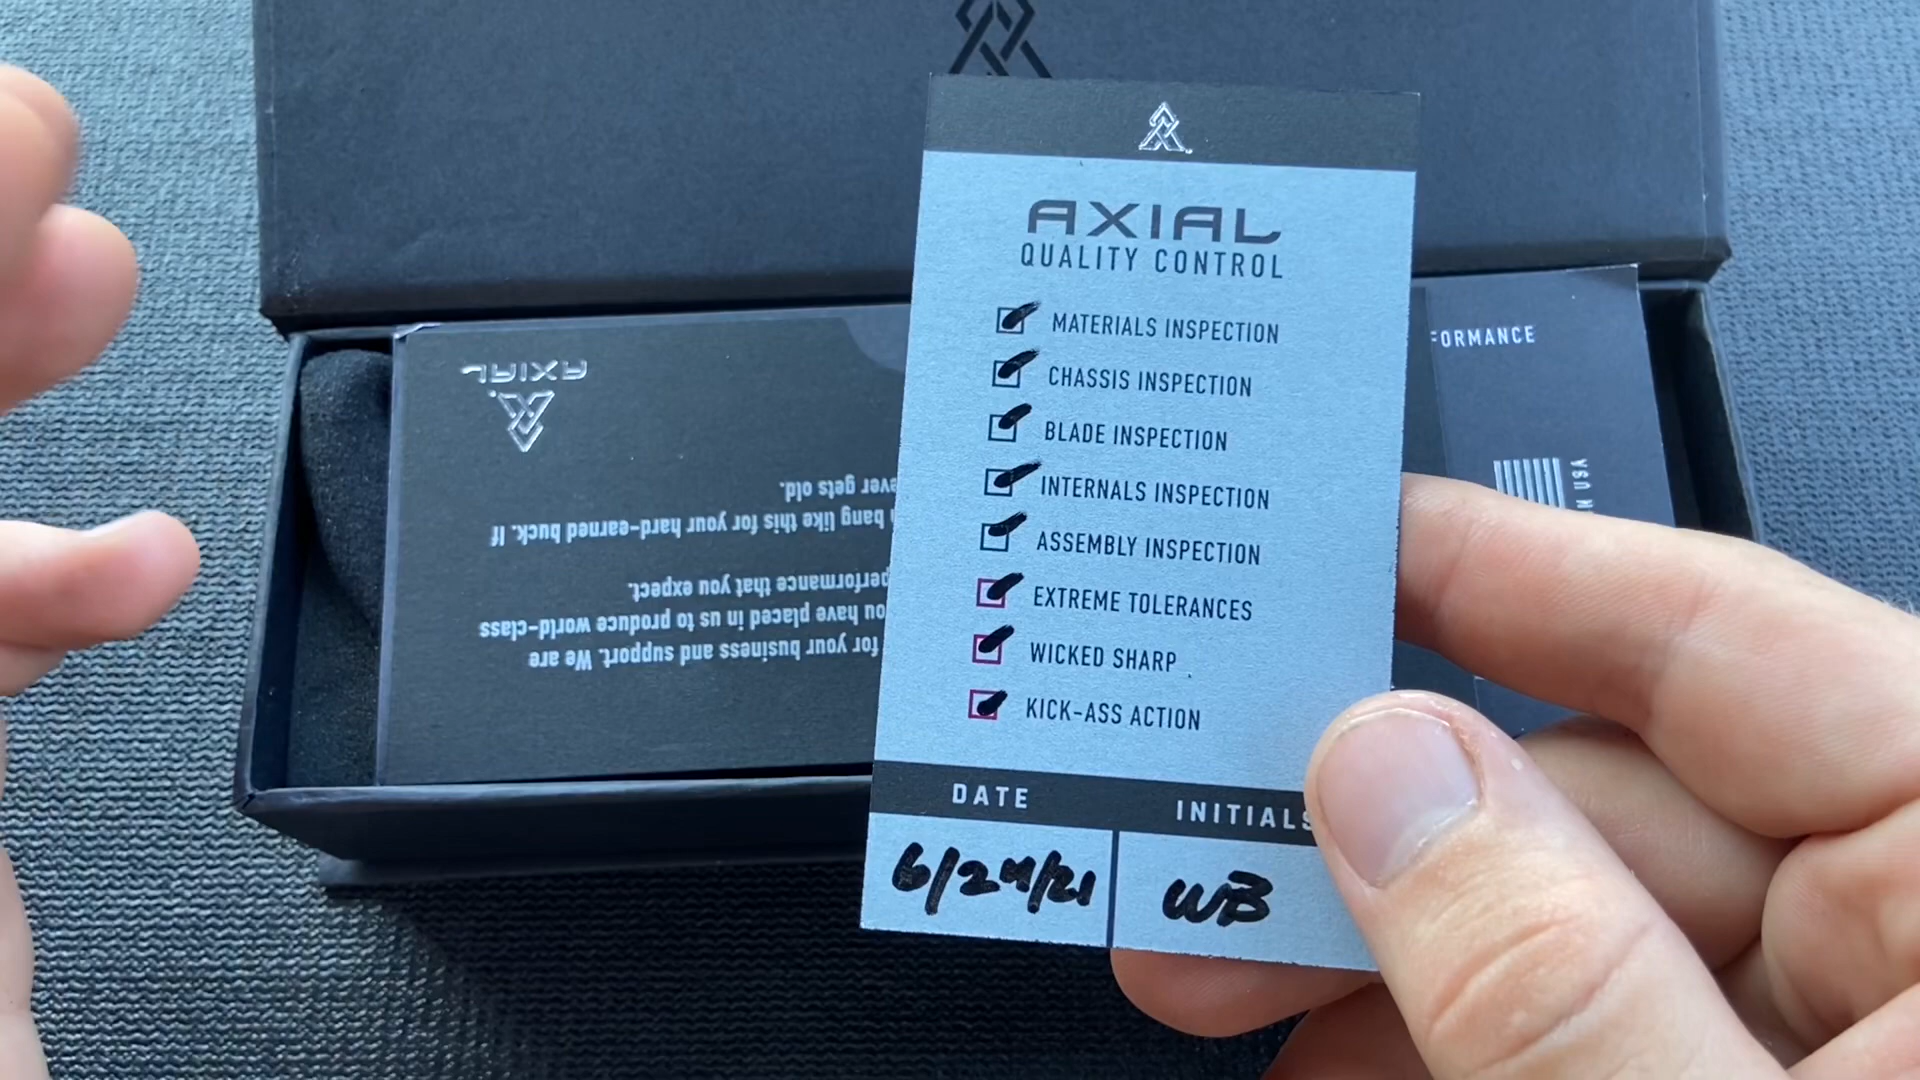 AXIAL
QUALITY CONTROL
MATERIALS INSPECTION
CHASSIS INSPECTION
BLADE INSPECTION
INTERNALS INSPECTION
ASSEMBLY INSPECTION
EXTREME TOLERANCES
WICKED SHARP
KICK-ASS ACTION
DATE
INITIALS
6/24/21
WB
AXIAL
for your business and support. We are
you have placed in us to produce world-class
performance that you expect.
bang like this for your hard-earned buck. If
ever gets old.
FORMANCE
IN USA